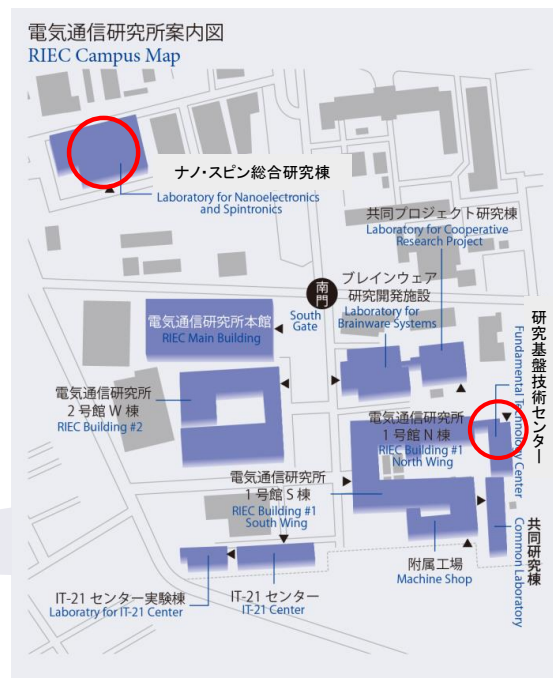 電気通信研究所案内図
RIEC Campus Map
ナノ・スピン総合研究棟
Laboratory for Nanoelectronics
and Spintronics
共同プロジェクト研究棟
Laboratory for Cooperative
Research Project
南門
South
Gate
ブレインウェア
研究開発施設
Laboratory for
Brainware Systems
電気通信研究所本館
RIEC Main Building
研究基盤技術センター
Fundamental Technology Center
電気通信研究所
2号館 W 棟
RIEC Building #2
電気通信研究所
1号館 N 棟
RIEC Building #1
North Wing
電気通信研究所
1号館 S 棟
RIEC Building #1
South Wing
共同研究棟
Common Laboratory
附属工場
Machine Shop
IT-21 センター実験棟
Laboratry for IT-21 Center
IT-21 センター
IT-21 Center